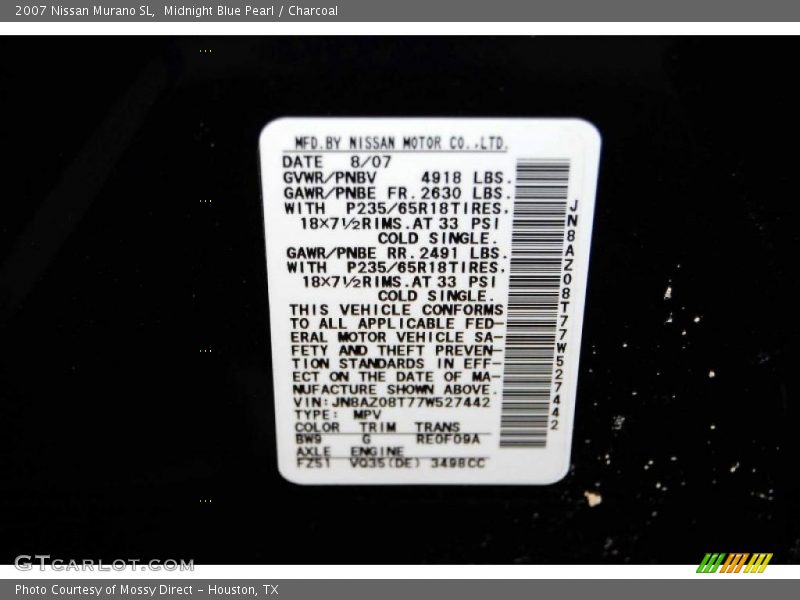 2007 Nissan Murano SL, Midnight Blue Pearl / Charcoal
MFD.BY NISSAN MOTOR CO.,LTD.
DATE 8/07
GVWR/PNBV 4918 LBS.
GAWR/PNBE FR.2630 LBS.
WITH P235/65R18TIRES.
18×7½RIMS.AT 33 PSI
COLD SINGLE.
GAWR/PNBE RR.2491 LBS.
WITH P235/65R18TIRES.
18×7½RIMS.AT 33 PSI
COLD SINGLE.
THIS VEHICLE CONFORMS
TO ALL APPLICABLE FED-
ERAL MOTOR VEHICLE SA-
FETY AND THEFT PREVEN-
TION STANDARDS IN EFF-
ECT ON THE DATE OF MA-
NUFACTURE SHOWN ABOVE.
VIN:JN8AZ08T77W527442
TYPE: MPV
COLOR TRIM TRANS
BW9 G RE0F09A
AXLE ENGINE
FZ51 VQ35(DE) 3498CC
JN8AZ08T77W527442
GTCARLOT.COM
Photo Courtesy of Mossy Direct - Houston, TX